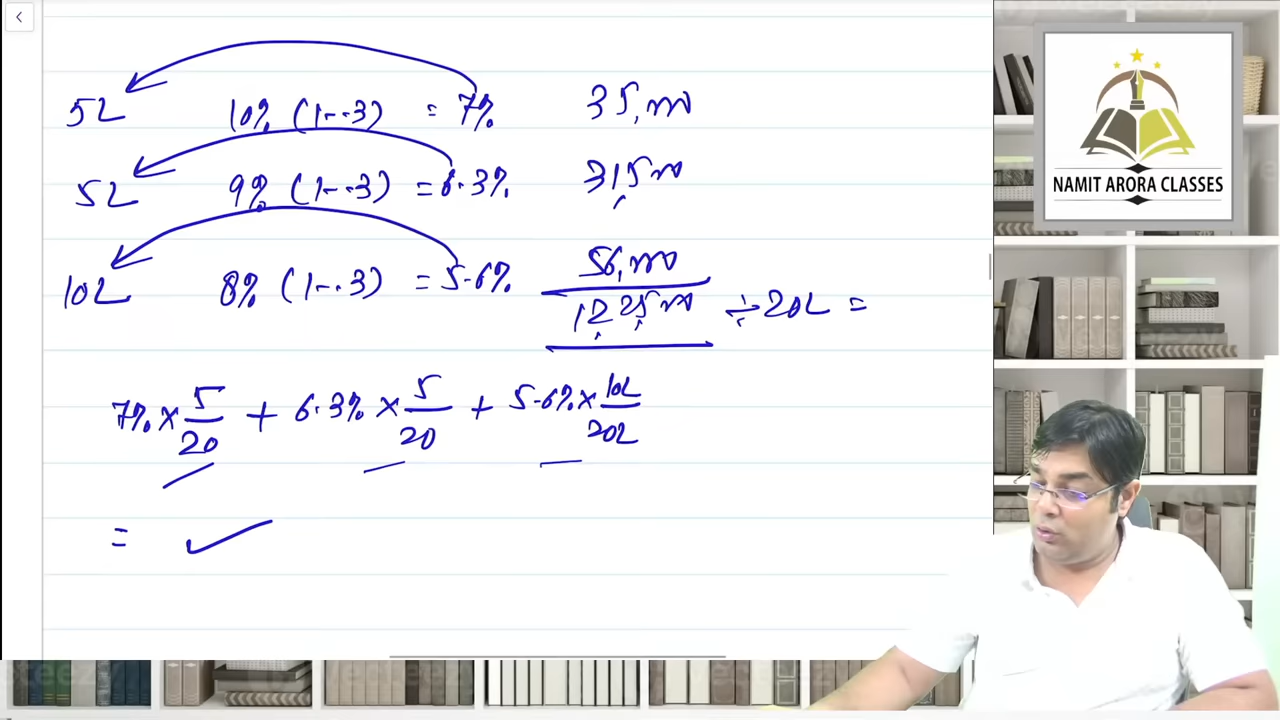 5L 10% (1-.3) = 7% 35,000
5L 9% (1-.3) = 6.3% 31,500
10L 8% (1-.3) = 5.6% 56,000
1,22,500 ÷ 20L =
7% × 5/20 + 6.3% × 5/20 + 5.6% × 10L/20L
=
NAMIT ARORA CLASSES